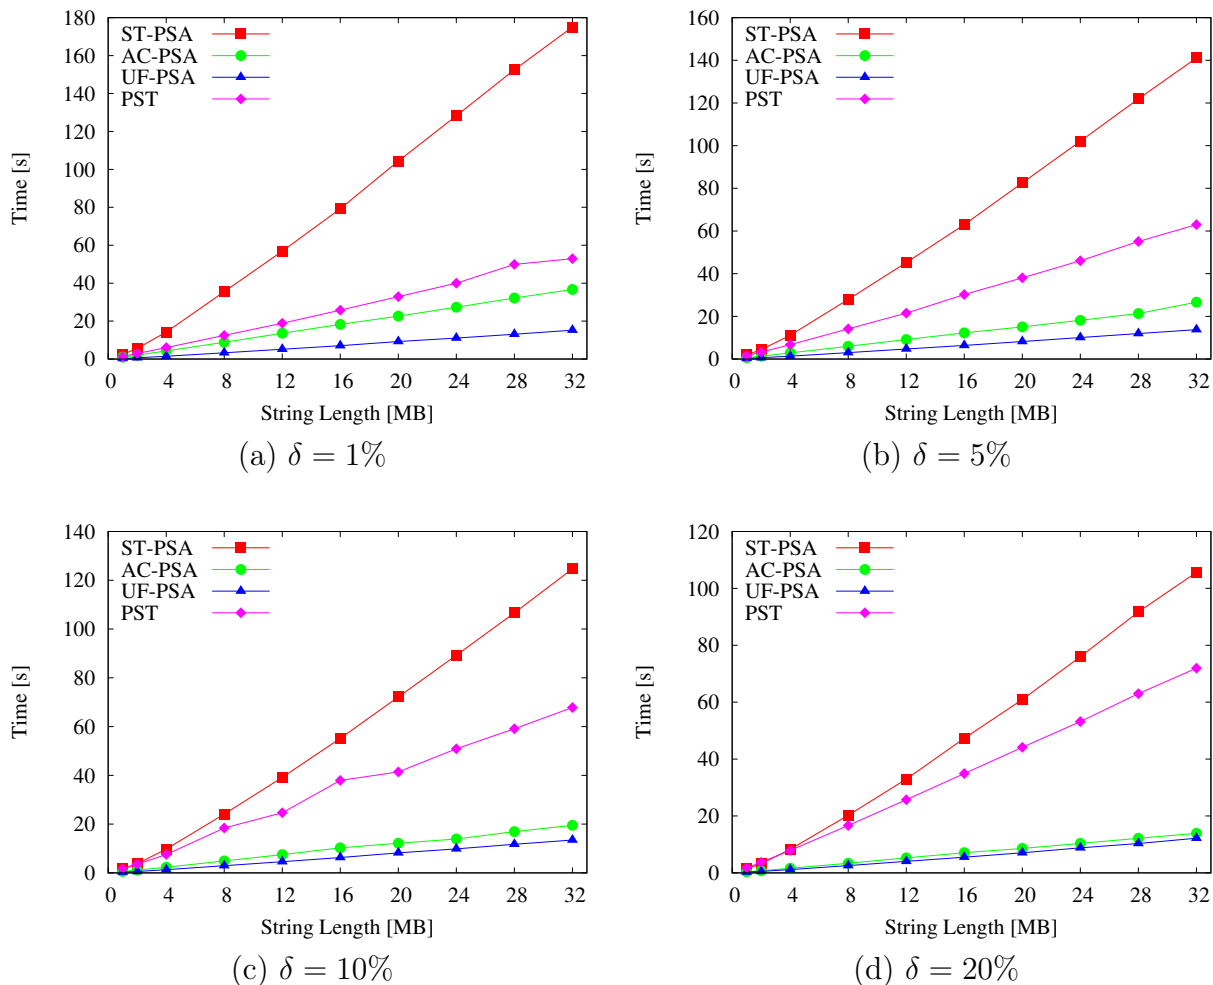 180
160
140
120
100
80
60
40
20
0
0 4 8 12 16 20 24 28 32
Time [s]
String Length [MB]
ST-PSA
AC-PSA
UF-PSA
PST
(a) δ = 1%
160
140
120
100
80
60
40
20
0
0 4 8 12 16 20 24 28 32
Time [s]
String Length [MB]
ST-PSA
AC-PSA
UF-PSA
PST
(b) δ = 5%
140
120
100
80
60
40
20
0
0 4 8 12 16 20 24 28 32
Time [s]
String Length [MB]
ST-PSA
AC-PSA
UF-PSA
PST
(c) δ = 10%
120
100
80
60
40
20
0
0 4 8 12 16 20 24 28 32
Time [s]
String Length [MB]
ST-PSA
AC-PSA
UF-PSA
PST
(d) δ = 20%